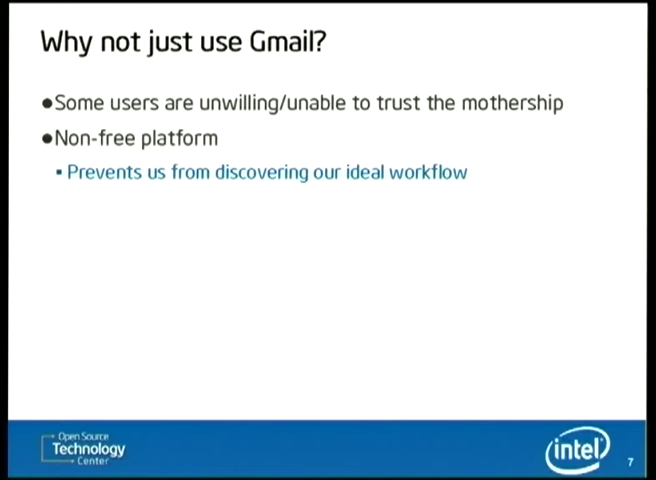 Why not just use Gmail?
●Some users are unwilling/unable to trust the mothership
●Non-free platform
▪ Prevents us from discovering our ideal workflow
Open Source
Technology
Center
intel
7